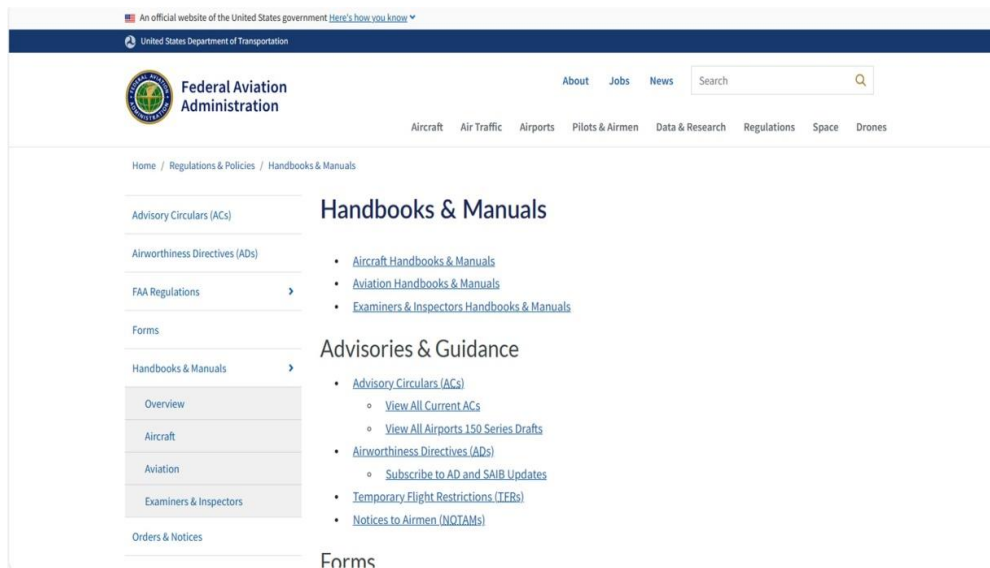 An official website of the United States government Here's how you know
United States Department of Transportation
Federal Aviation
Administration
About Jobs News Search
Aircraft Air Traffic Airports Pilots & Airmen Data & Research Regulations Space Drones
Home / Regulations & Policies / Handbooks & Manuals
Advisory Circulars (ACs)
Airworthiness Directives (ADs)
FAA Regulations
Forms
Handbooks & Manuals
Overview
Aircraft
Aviation
Examiners & Inspectors
Orders & Notices
Handbooks & Manuals
• Aircraft Handbooks & Manuals
• Aviation Handbooks & Manuals
• Examiners & Inspectors Handbooks & Manuals
Advisories & Guidance
• Advisory Circulars (ACs)
◦ View All Current ACs
◦ View All Airports 150 Series Drafts
• Airworthiness Directives (ADs)
◦ Subscribe to AD and SAIB Updates
• Temporary Flight Restrictions (TFRs)
• Notices to Airmen (NOTAMs)
Forms